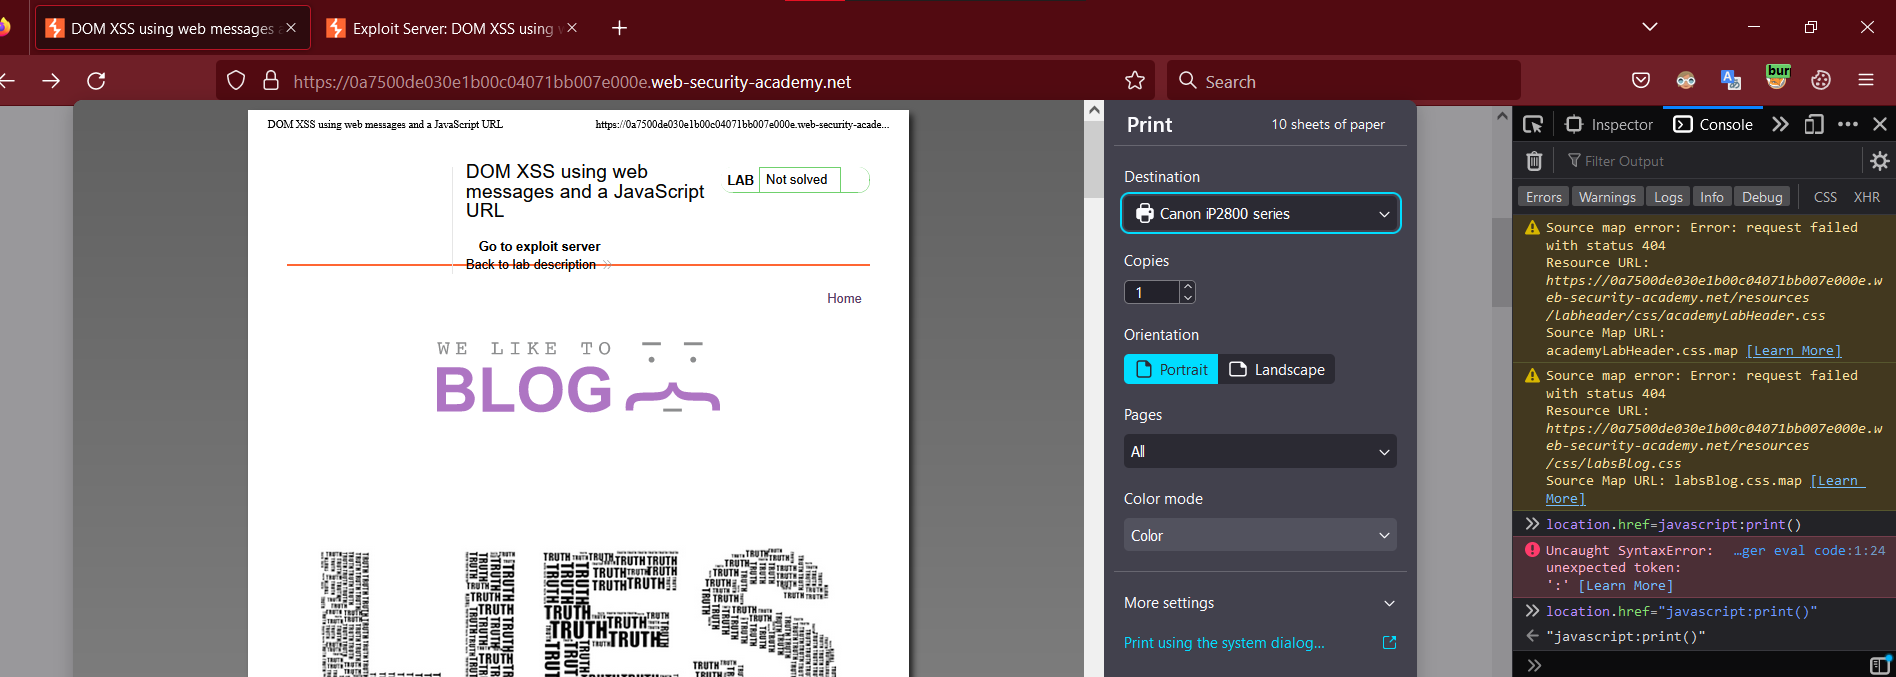 DOM XSS using web messages a
Exploit Server: DOM XSS using w
https://0a7500de030e1b00c04071bb007e000e.web-security-academy.net
Search
bur
DOM XSS using web messages and a JavaScript URL
https://0a7500de030e1b00c04071bb007e000e.web-security-acade...
DOM XSS using web
messages and a JavaScript
URL
LAB Not solved
Go to exploit server
Back to lab description
Home
WE LIKE TO
BLOG
Print
10 sheets of paper
Destination
Canon iP2800 series
Copies
1
Orientation
Portrait
Landscape
Pages
All
Color mode
Color
More settings
Print using the system dialog...
Inspector
Console
Filter Output
Errors
Warnings
Logs
Info
Debug
CSS
XHR
Source map error: Error: request failed
with status 404
Resource URL:
https://0a7500de030e1b00c04071bb007e000e.w
eb-security-academy.net/resources
/labheader/css/academyLabHeader.css
Source Map URL:
academyLabHeader.css.map [Learn More]
Source map error: Error: request failed
with status 404
Resource URL:
https://0a7500de030e1b00c04071bb007e000e.w
eb-security-academy.net/resources
/css/labsBlog.css
Source Map URL: labsBlog.css.map [Learn
More]
location.href=javascript:print()
Uncaught SyntaxError: …ger eval code:1:24
unexpected token:
':' [Learn More]
location.href="javascript:print()"
"javascript:print()"